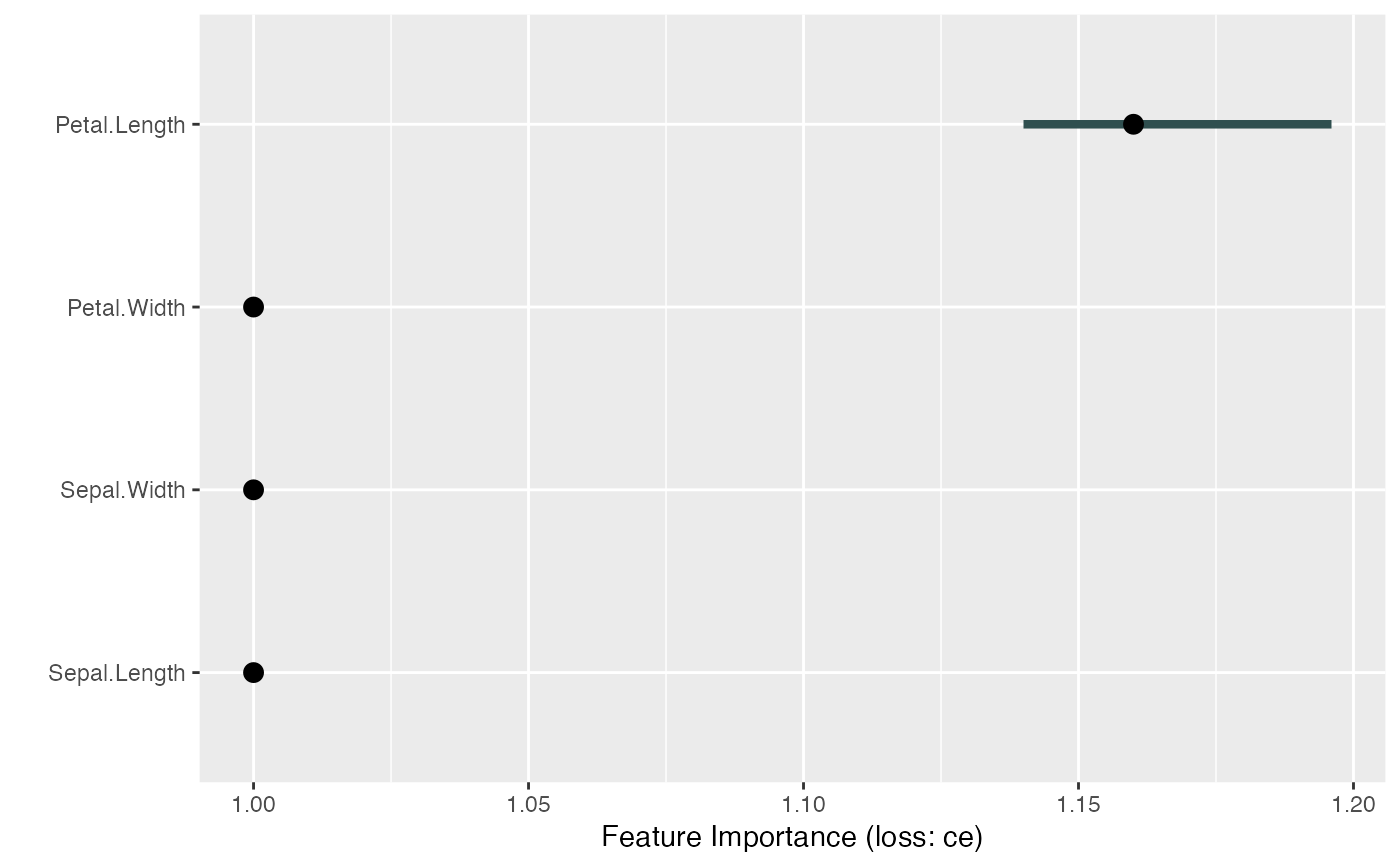 Petal.Length
Petal.Width
Sepal.Width
Sepal.Length
1.00 1.05 1.10 1.15 1.20
Feature Importance (loss: ce)